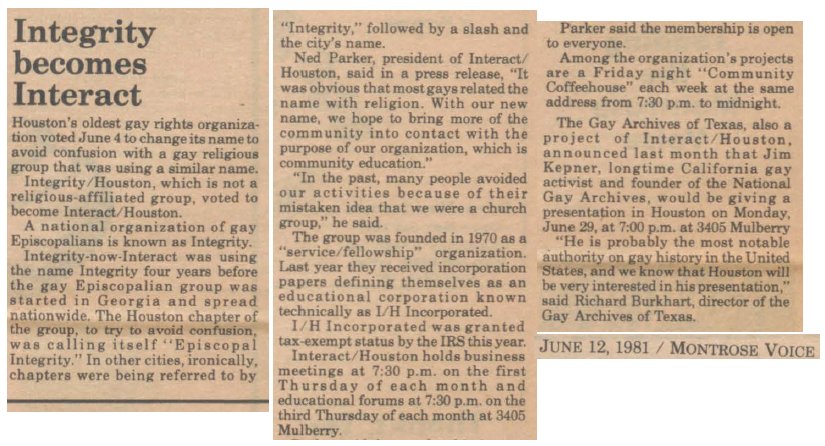 Integrity
becomes
Interact
Houston's oldest gay rights organiza-
tion voted June 4 to change its name to
avoid confusion with a gay religious
group that was using a similar name.
Integrity/Houston, which is not a
religious-affiliated group, voted to
become Interact/Houston.
A national organization of gay
Episcopalians is known as Integrity.
Integrity-now-Interact was using
the name Integrity four years before
the gay Episcopalian group was
started in Georgia and spread
nationwide. The Houston chapter of
the group, to try to avoid confusion,
was calling itself "Episcopal
Integrity." In other cities, ironically,
chapters were being referred to by
"Integrity," followed by a slash and
the city's name.
Ned Parker, president of Interact/
Houston, said in a press release, "It
was obvious that most gays related the
name with religion. With our new
name, we hope to bring more of the
community into contact with the
purpose of our organization, which is
community education."
"In the past, many people avoided
our activities because of their
mistaken idea that we were a church
group," he said.
The group was founded in 1970 as a
"service/fellowship" organization.
Last year they received incorporation
papers defining themselves as an
educational corporation known
technically as I/H Incorporated.
I/H Incorporated was granted
tax-exempt status by the IRS this year.
Interact/Houston holds business
meetings at 7:30 p.m. on the first
Thursday of each month and
educational forums at 7:30 p.m. on the
third Thursday of each month at 3405
Mulberry.
Parker said the membership is open
to everyone.
Among the organization's projects
are a Friday night "Community
Coffeehouse" each week at the same
address from 7:30 p.m. to midnight.
The Gay Archives of Texas, also a
project of Interact/Houston,
announced last month that Jim
Kepner, longtime California gay
activist and founder of the National
Gay Archives, would be giving a
presentation in Houston on Monday,
June 29, at 7:00 p.m. at 3405 Mulberry
"He is probably the most notable
authority on gay history in the United
States, and we know that Houston will
be very interested in his presentation,"
said Richard Burkhart, director of the
Gay Archives of Texas.
JUNE 12, 1981 / MONTROSE VOICE